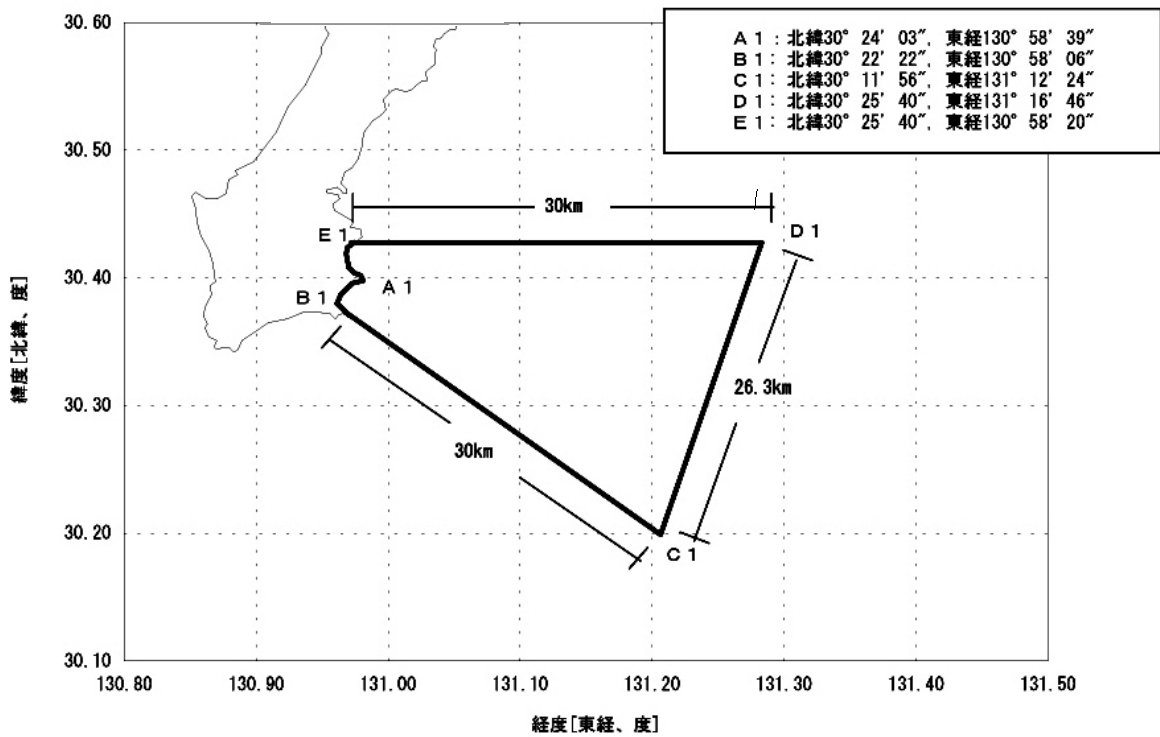 A1：北緯30° 24′ 03″, 東経130° 58′ 39″
B1：北緯30° 22′ 22″, 東経130° 58′ 06″
C1：北緯30° 11′ 56″, 東経131° 12′ 24″
D1：北緯30° 25′ 40″, 東経131° 16′ 46″
E1：北緯30° 25′ 40″, 東経130° 58′ 20″
30.60
30.50
30.40
30.30
30.20
30.10
緯度[北緯、度]
30km
E1
D1
A1
B1
26.3km
30km
C1
130.80 130.90 131.00 131.10 131.20 131.30 131.40 131.50
経度[東経、度]